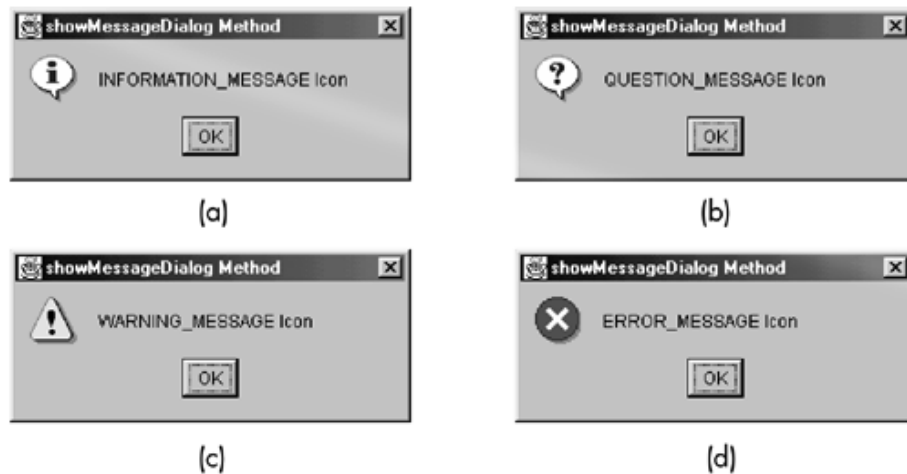 showMessageDialog Method
INFORMATION_MESSAGE Icon
OK
(a)
showMessageDialog Method
QUESTION_MESSAGE Icon
OK
(b)
showMessageDialog Method
WARNING_MESSAGE Icon
OK
(c)
showMessageDialog Method
ERROR_MESSAGE Icon
OK
(d)